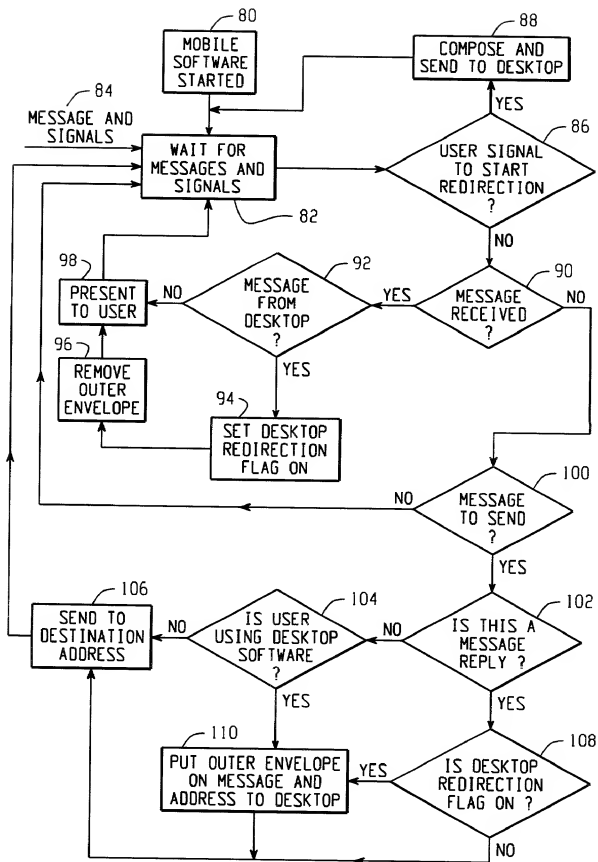 80
MOBILE
SOFTWARE
STARTED
88
COMPOSE AND
SEND TO DESKTOP
84
MESSAGE AND
SIGNALS
YES
86
WAIT FOR
MESSAGES AND
SIGNALS
82
USER SIGNAL
TO START
REDIRECTION
?
NO
98
PRESENT
TO USER
NO
92
MESSAGE
FROM
DESKTOP
?
YES
90
MESSAGE
RECEIVED
?
NO
96
REMOVE
OUTER
ENVELOPE
YES
94
SET DESKTOP
REDIRECTION
FLAG ON
100
NO
MESSAGE
TO SEND
?
YES
106
SEND TO
DESTINATION
ADDRESS
NO
104
IS USER
USING DESKTOP
SOFTWARE
?
NO
102
IS THIS A
MESSAGE
REPLY ?
YES
YES
110
PUT OUTER ENVELOPE
ON MESSAGE AND
ADDRESS TO DESKTOP
YES
108
IS DESKTOP
REDIRECTION
FLAG ON ?
NO